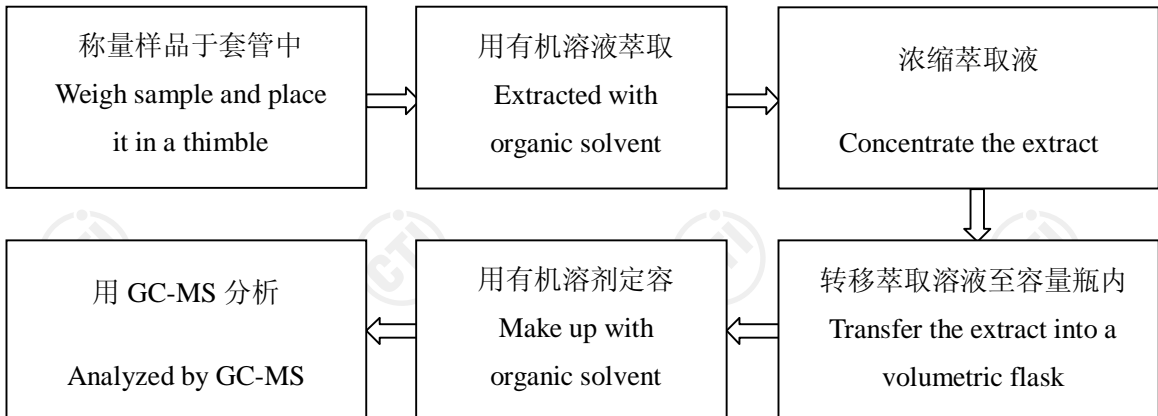 称量样品于套管中
Weigh sample and place
it in a thimble
用有机溶液萃取
Extracted with
organic solvent
浓缩萃取液
Concentrate the extract
转移萃取溶液至容量瓶内
Transfer the extract into a
volumetric flask
用有机溶剂定容
Make up with
organic solvent
用 GC-MS 分析
Analyzed by GC-MS